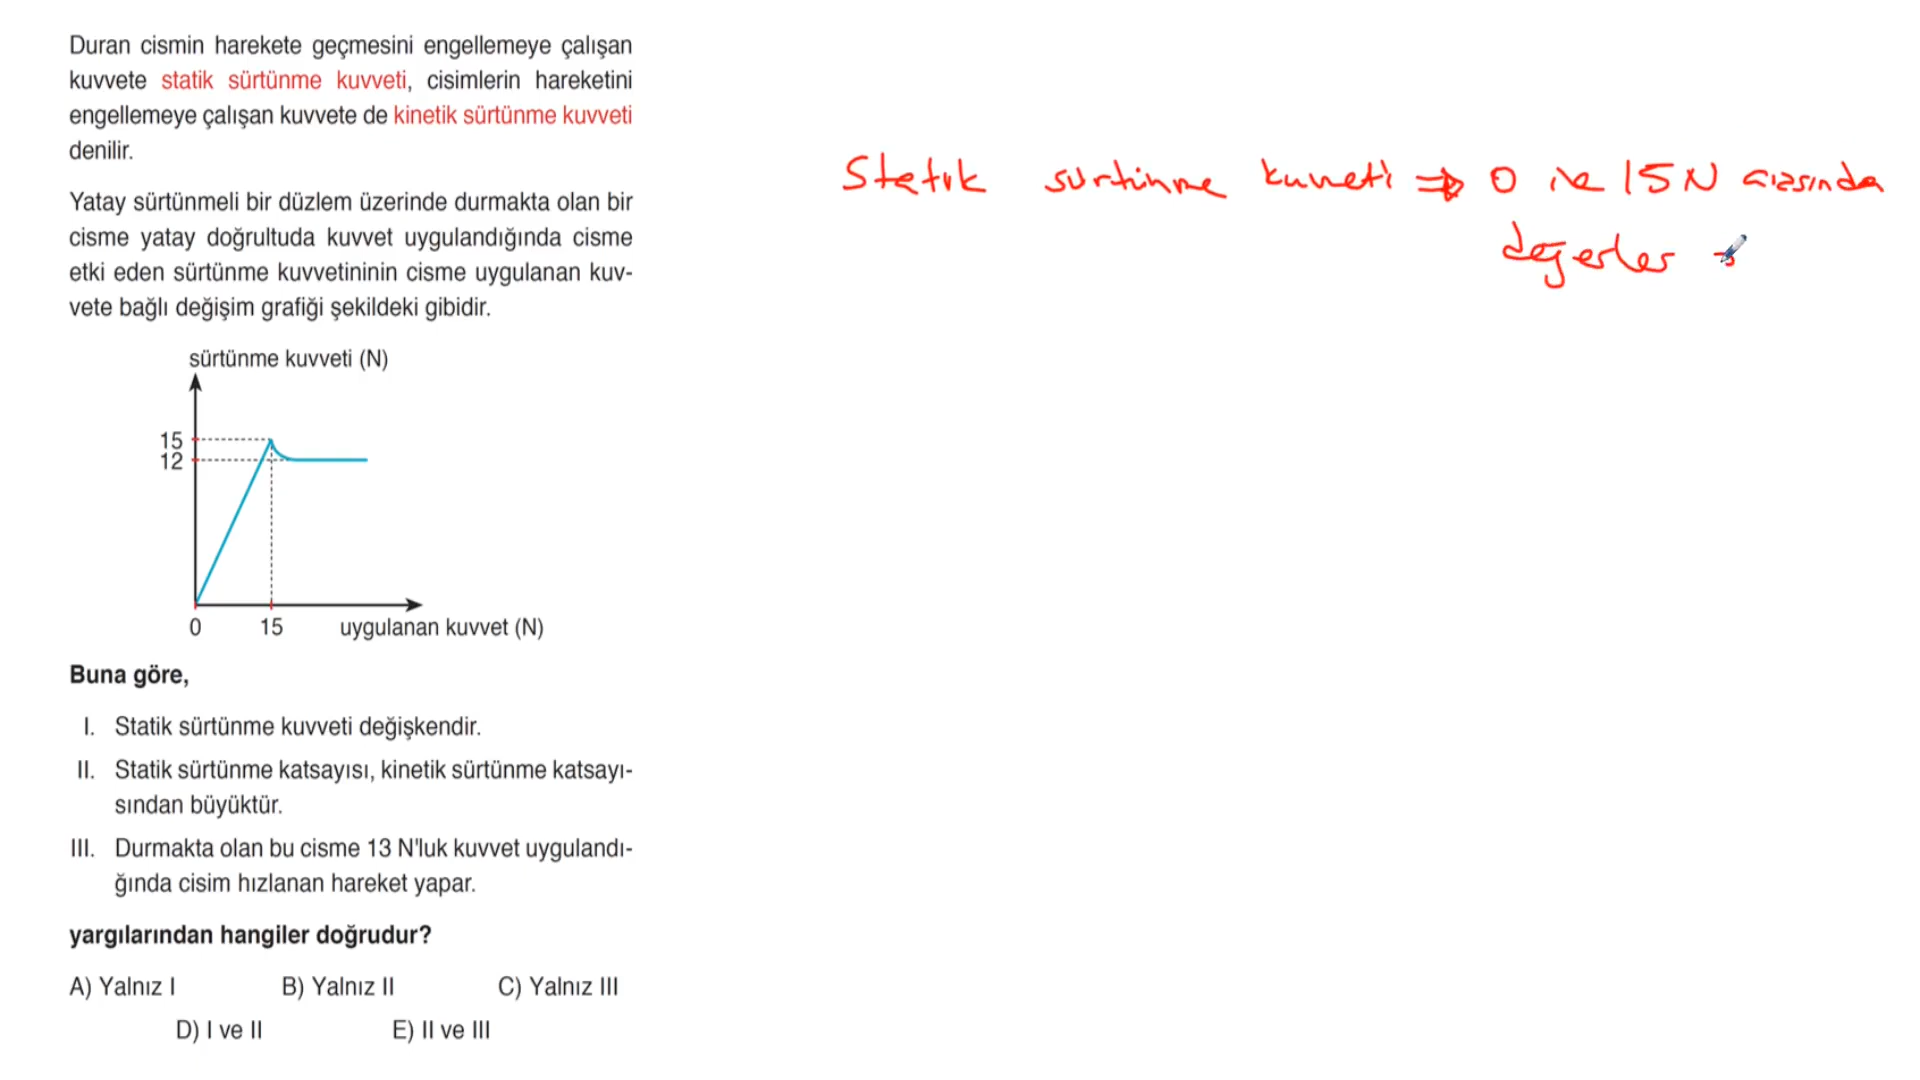 Duran cismin harekete geçmesini engellemeye çalışan
kuvvete statik sürtünme kuvveti, cisimlerin hareketini
engellemeye çalışan kuvvete de kinetik sürtünme kuvveti
denilir.
Yatay sürtünmeli bir düzlem üzerinde durmakta olan bir
cisme yatay doğrultuda kuvvet uygulandığında cisme
etki eden sürtünme kuvvetininin cisme uygulanan kuv-
vete bağlı değişim grafiği şekildeki gibidir.
sürtünme kuvveti (N)
15
12
0
15
uygulanan kuvvet (N)
Buna göre,
I. Statik sürtünme kuvveti değişkendir.
II. Statik sürtünme katsayısı, kinetik sürtünme katsayı-
sından büyüktür.
III. Durmakta olan bu cisme 13 N'luk kuvvet uygulandı-
ğında cisim hızlanan hareket yapar.
yargılarından hangiler doğrudur?
A) Yalnız I B) Yalnız II C) Yalnız III
D) I ve II E) II ve III
Statik sürtünme kuvveti ⇒ 0 ile 15 N arasında
değerler